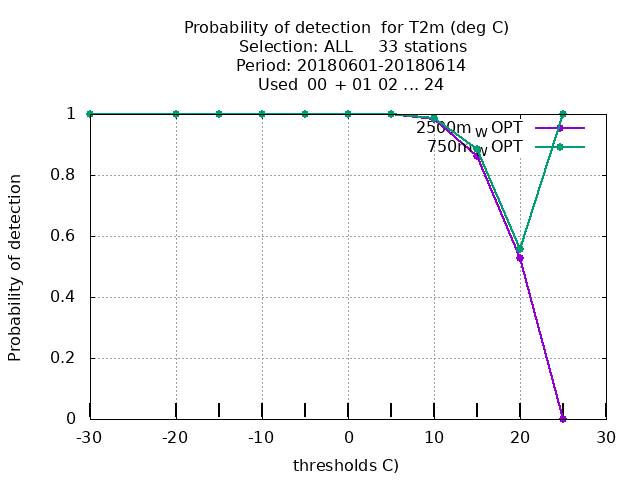 Probability of detection for T2m (deg C)
Selection: ALL 33 stations
Period: 20180601-20180614
Used 00 + 01 02 ... 24
2500m W OPT
750m W OPT
Probability of detection
1
0.8
0.6
0.4
0.2
0
-30 -20 -10 0 10 20 30
thresholds C)